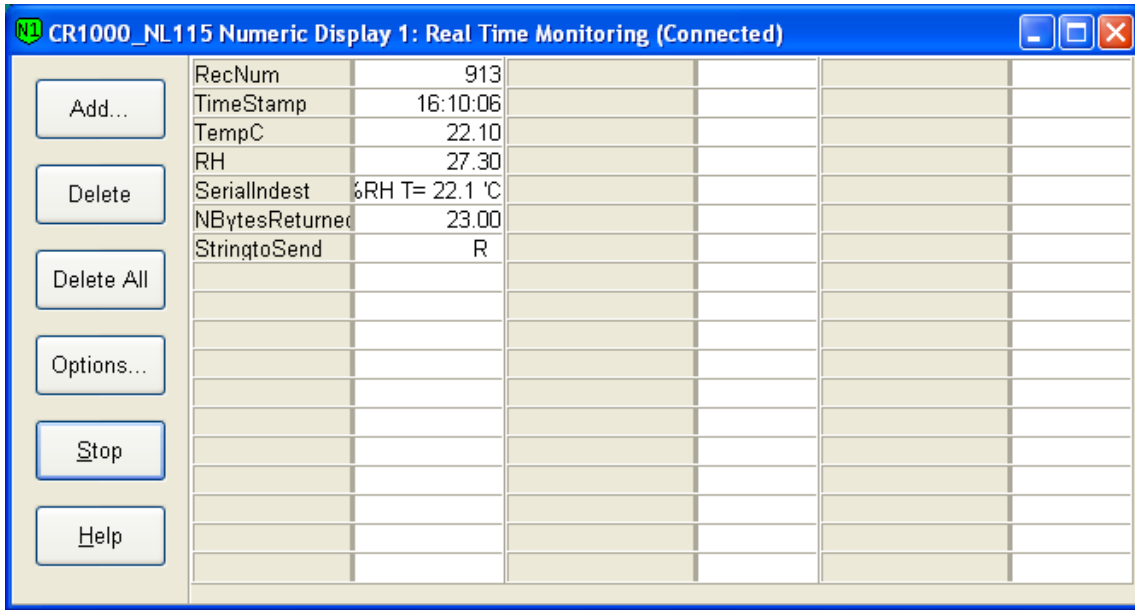 N1 CR1000_NL115 Numeric Display 1: Real Time Monitoring (Connected)
Add...
Delete
Delete All
Options...
Stop
Help
RecNum 913
TimeStamp 16:10:06
TempC 22.10
RH 27.30
SerialIndest %RH T= 22.1 'C
NBytesReturned 23.00
StringtoSend R